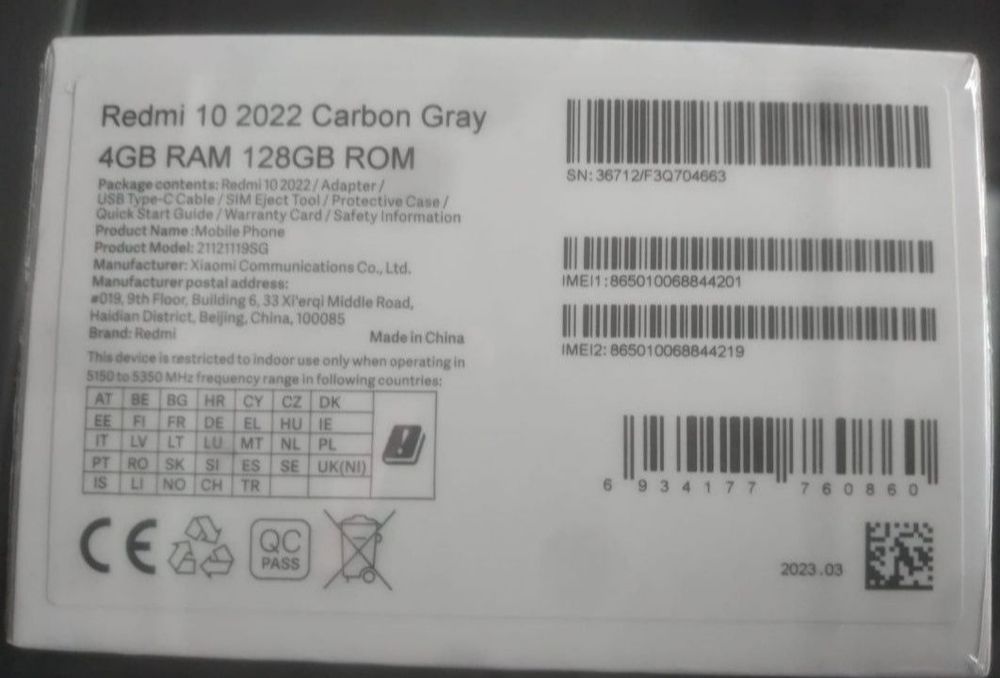 Redmi 10 2022 Carbon Gray
4GB RAM 128GB ROM
Package contents: Redmi 10 2022 / Adapter /
USB Type-C Cable / SIM Eject Tool / Protective Case /
Quick Start Guide / Warranty Card / Safety Information
Product Name :Mobile Phone
Product Model: 21121119SG
Manufacturer: Xiaomi Communications Co., Ltd.
Manufacturer postal address:
#019, 9th Floor, Building 6, 33 Xi'erqi Middle Road,
Haidian District, Beijing, China, 100085
Brand: Redmi Made in China
This device is restricted to indoor use only when operating in
5150 to 5350 MHz frequency range in following countries:
AT BE BG HR CY CZ DK
EE FI FR DE EL HU IE
IT LV LT LU MT NL PL
PT RO SK SI ES SE UK(NI)
IS LI NO CH TR
CE
QC
PASS
SN: 36712/F3Q704663
IMEI1:865010068844201
IMEI2: 865010068844219
6 934177 760860
2023.03